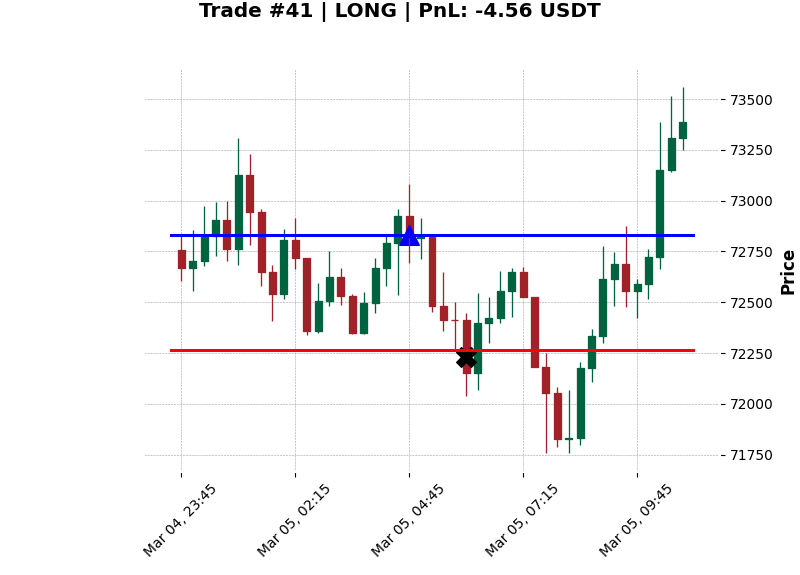 Trade #41 | LONG | PnL: -4.56 USDT
73500
73250
73000
72750
72500
72250
72000
71750
Price
Mar 04, 23:45
Mar 05, 02:15
Mar 05, 04:45
Mar 05, 07:15
Mar 05, 09:45